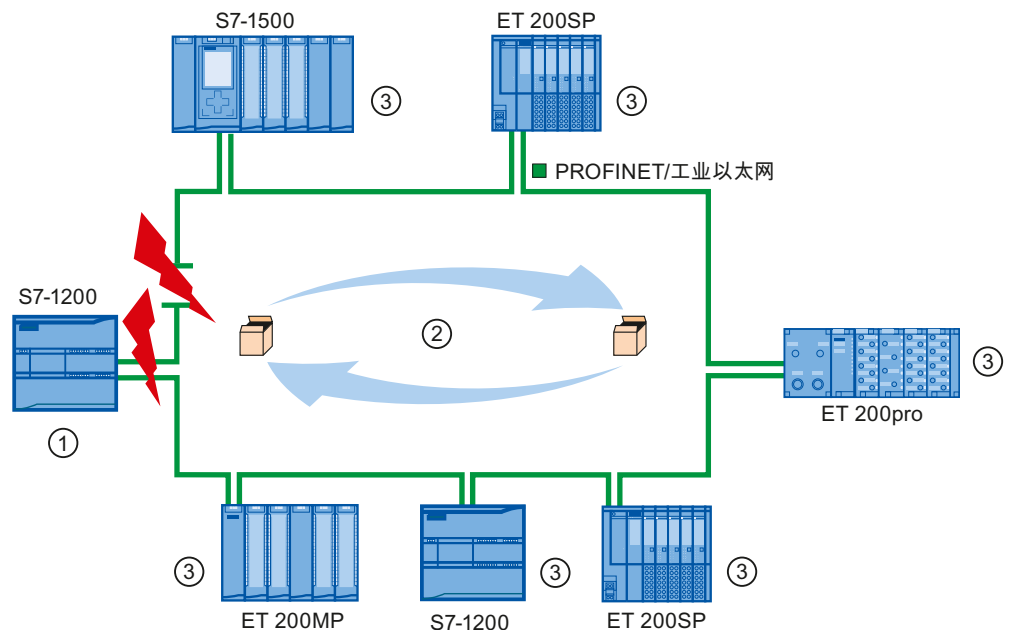 S7-1500
ET 200SP
③
③
PROFINET/工业以太网
S7-1200
②
③
ET 200pro
①
③
③
③
ET 200MP
S7-1200
ET 200SP